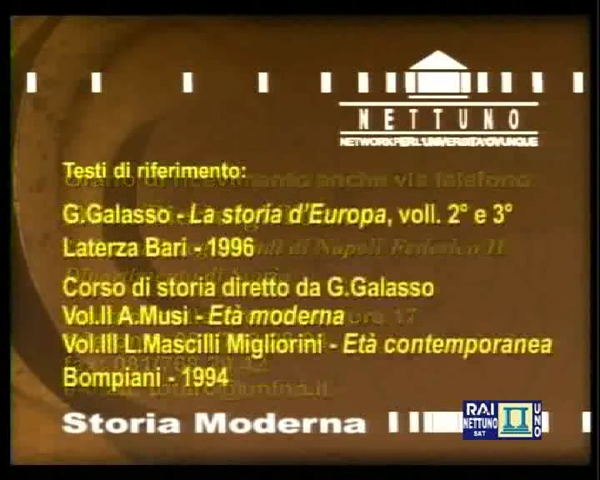 NETTUNO
NETWORK PER L'UNIVERSITA' OVUNQUE
Testi di riferimento:
G.Galasso - La storia d'Europa, voll. 2° e 3°
Laterza Bari - 1996
Corso di storia diretto da G.Galasso
Vol.II A.Musi - Età moderna
Vol.III L.Mascilli Migliorini - Età contemporanea
Bompiani - 1994
Storia Moderna
RAI
NETTUNO
SAT
UNO